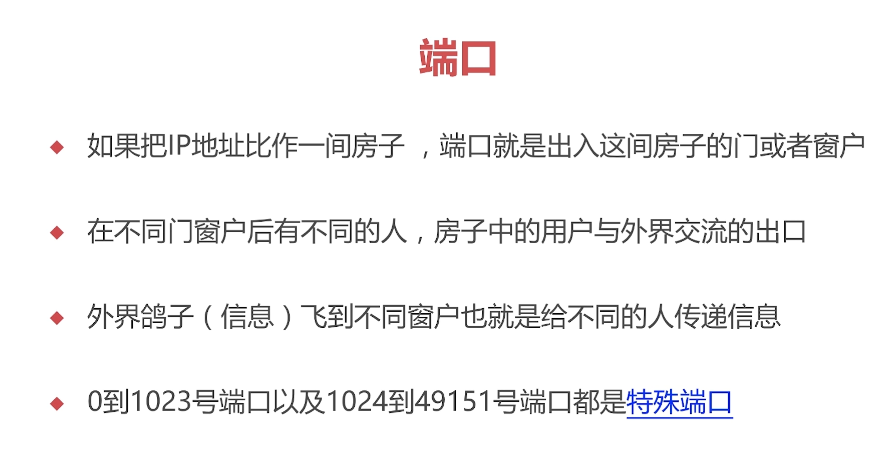 端口
如果把IP地址比作一间房子 ，端口就是出入这间房子的门或者窗户
在不同门窗户后有不同的人，房子中的用户与外界交流的出口
外界鸽子（信息）飞到不同窗户也就是给不同的人传递信息
0到1023号端口以及1024到49151号端口都是特殊端口